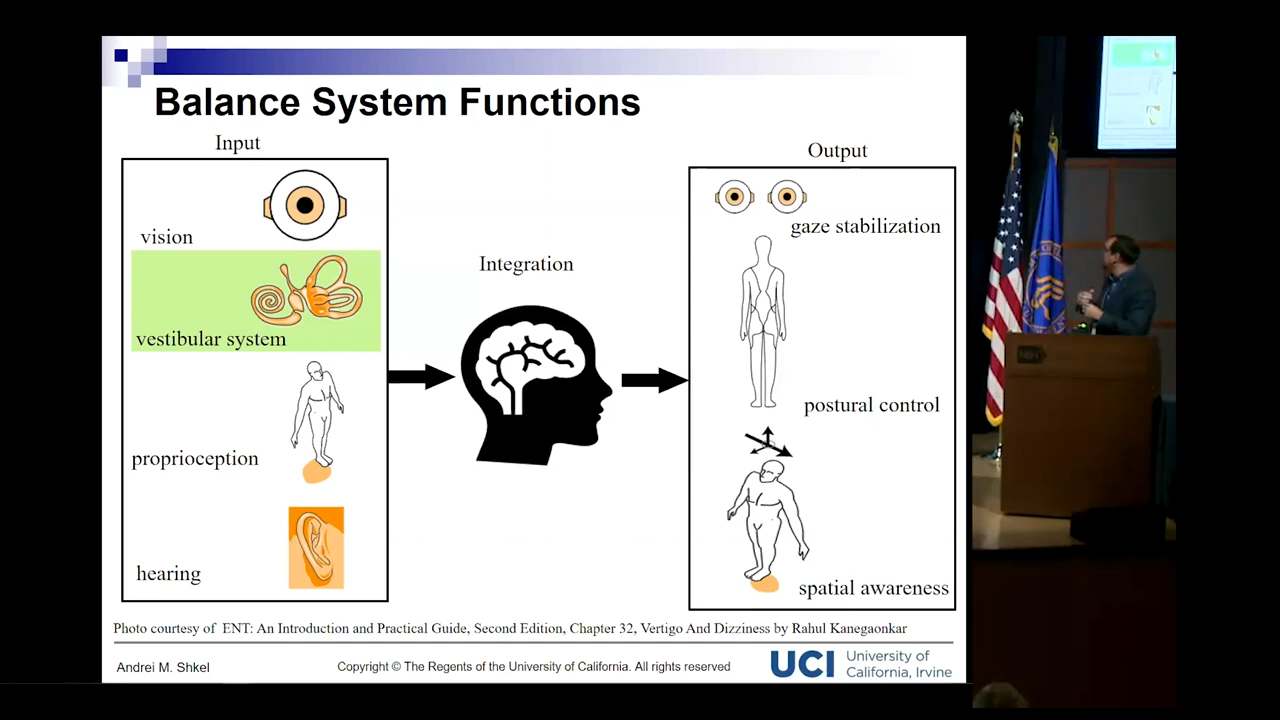 Balance System Functions
Input
Output
vision
gaze stabilization
Integration
vestibular system
postural control
proprioception
hearing
spatial awareness
Photo courtesy of ENT: An Introduction and Practical Guide, Second Edition, Chapter 32, Vertigo And Dizziness by Rahul Kanegaonkar
Andrei M. Shkel
Copyright © The Regents of the University of California. All rights reserved
UCI University of
California, Irvine